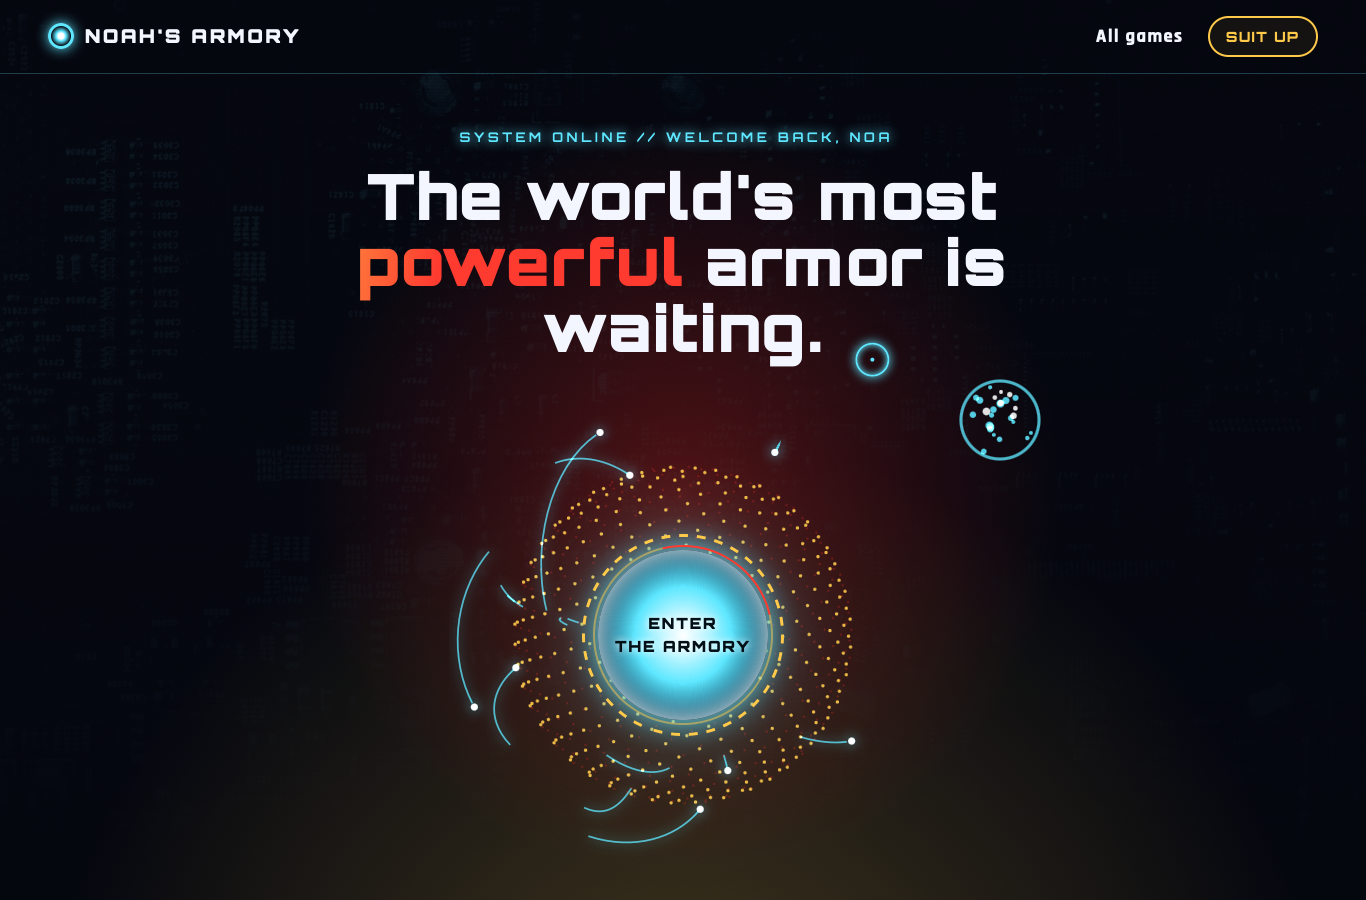 NOAH'S ARMORY
All games
SUIT UP
SYSTEM ONLINE // WELCOME BACK, NOA
The world's most
powerful armor is
waiting.
ENTER
THE ARMORY